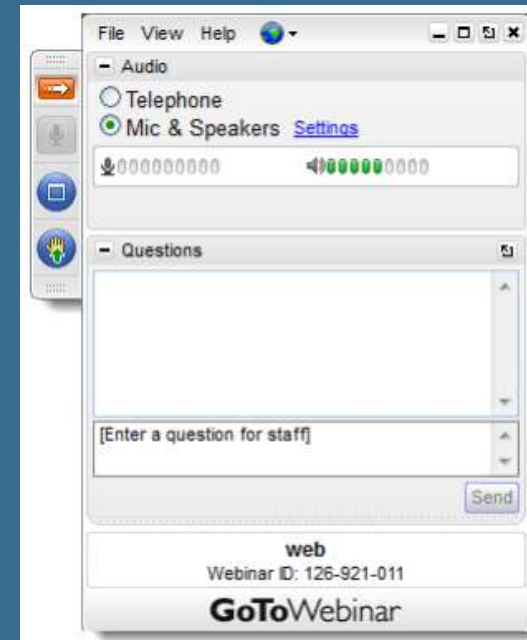 File View Help
Audio
Telephone
Mic & Speakers Settings
Questions
[Enter a question for staff]
Send
web
Webinar ID: 126-921-011
GoToWebinar